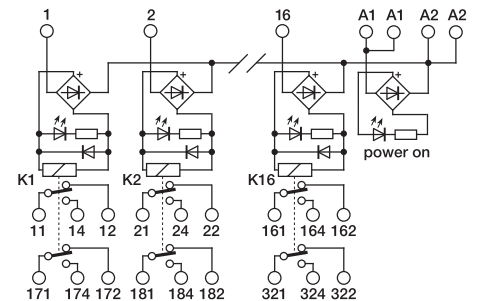 1 2 16 A1 A1 A2 A2
+ + + +
power on
K1 K2 K16
11 14 12 21 24 22 161 164 162
171 174 172 181 184 182 321 324 322